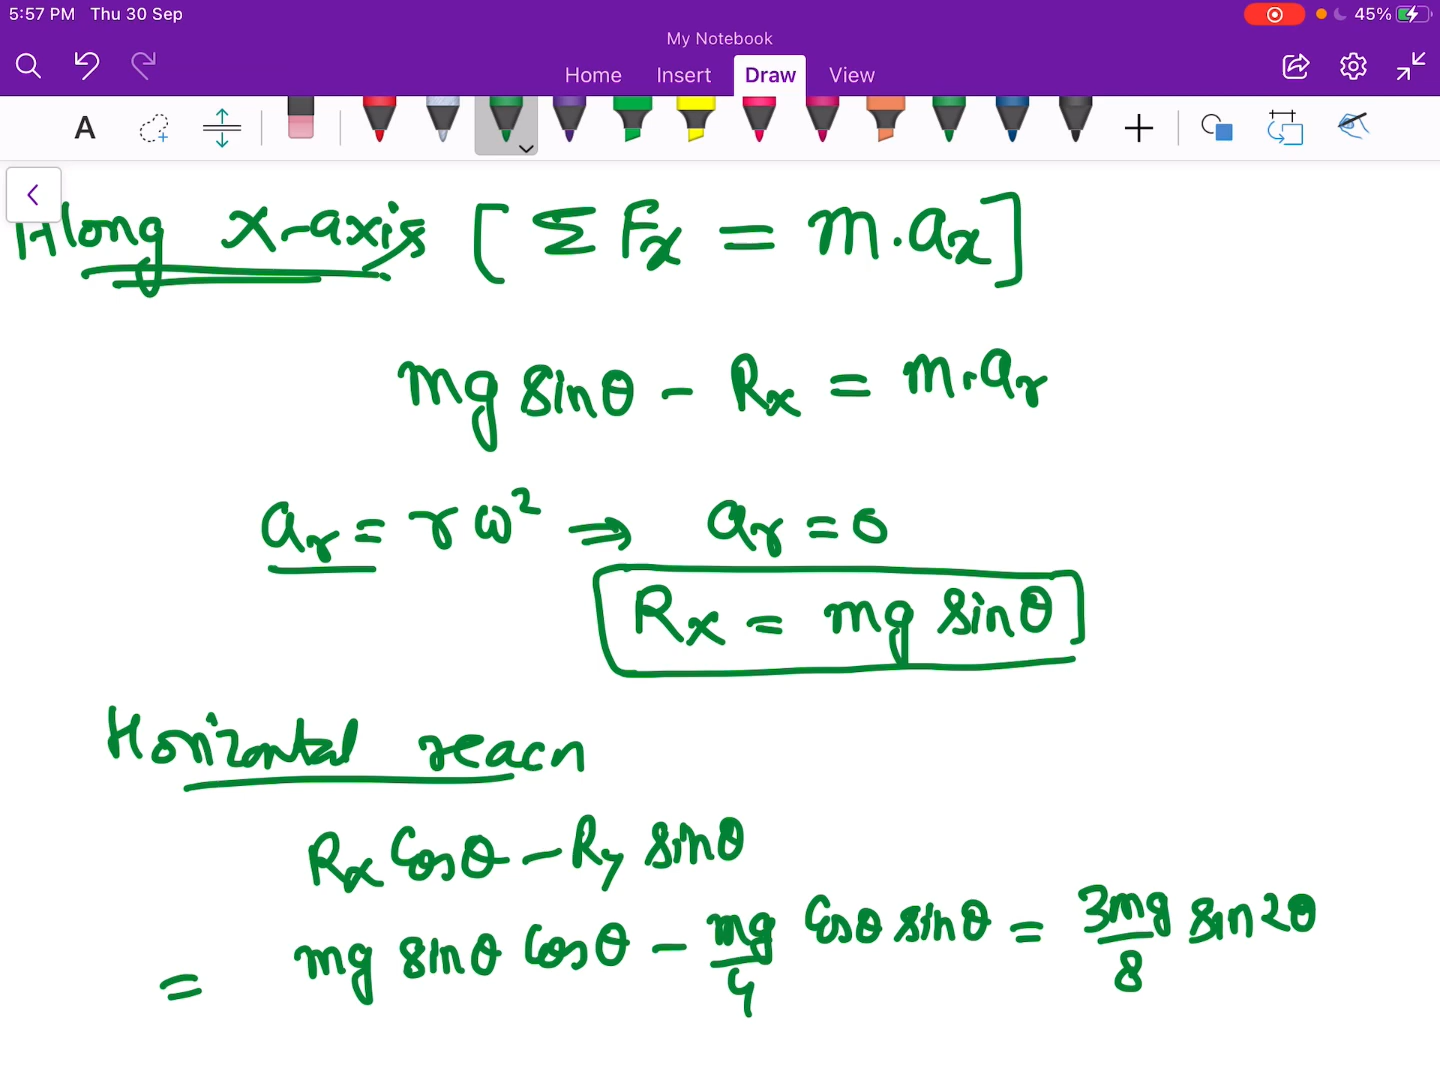 5:57 PM Thu 30 Sep 45%
My Notebook
Home Insert Draw View
A
Along x-axis [ Σ Fx = m.ax ]
mg sinθ - Rx = m.ar
ar = rω² ⇒ ar = 0
Rx = mg sinθ
Horizontal reacn
Rx Cosθ - Ry sinθ
= mg sinθ Cosθ - mg/4 Cosθ sinθ = 3mg/8 sin2θ